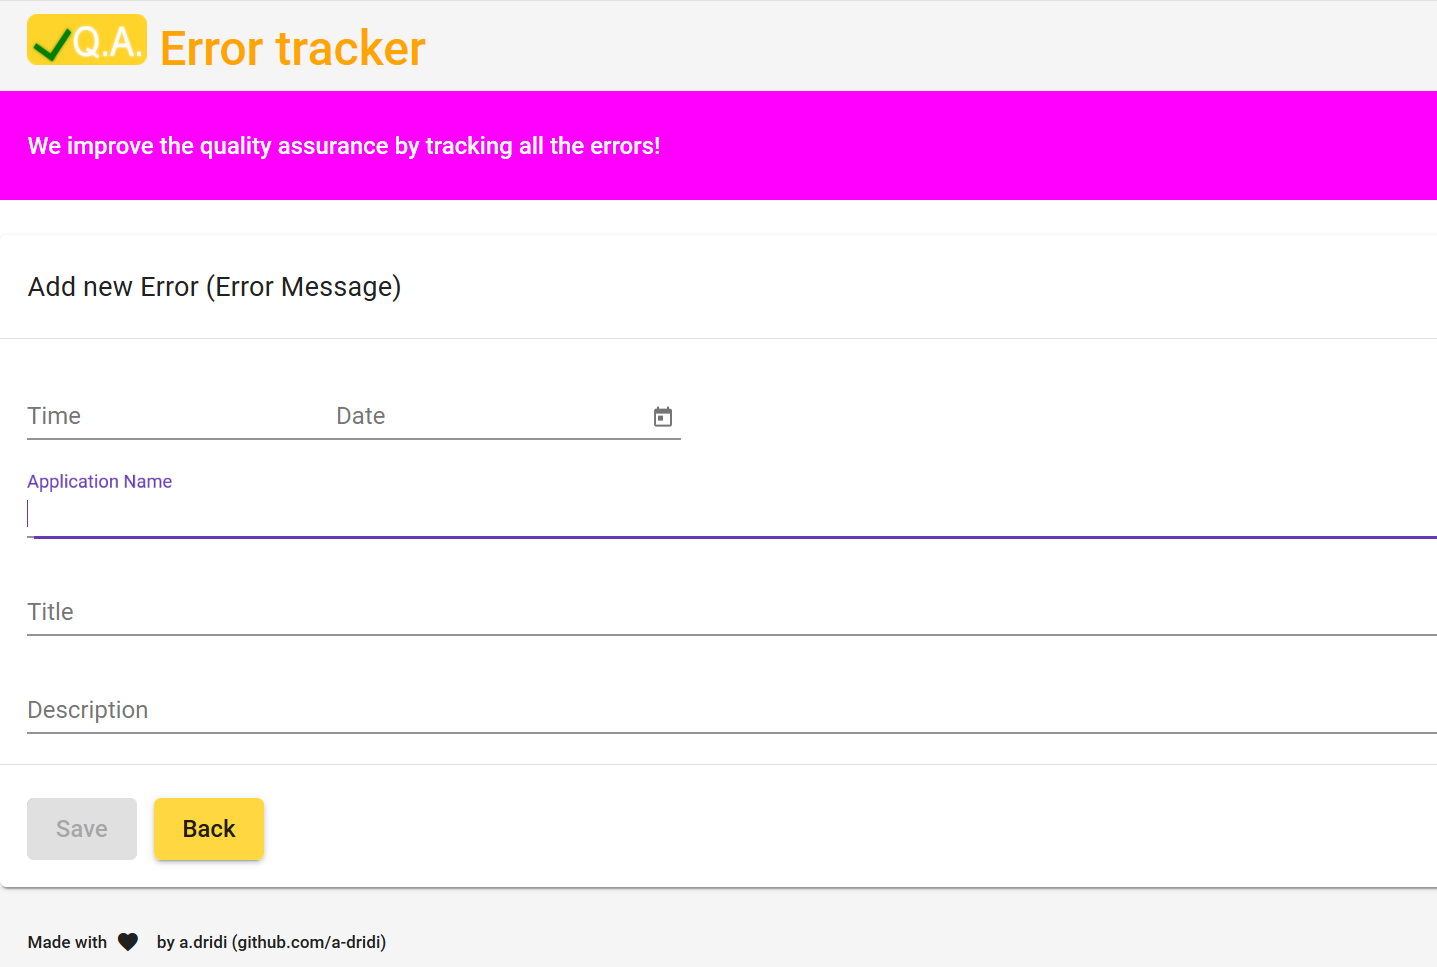 Q.A. Error tracker
We improve the quality assurance by tracking all the errors!
Add new Error (Error Message)
Time Date
Application Name
Title
Description
Save Back
Made with by a.dridi (github.com/a-dridi)